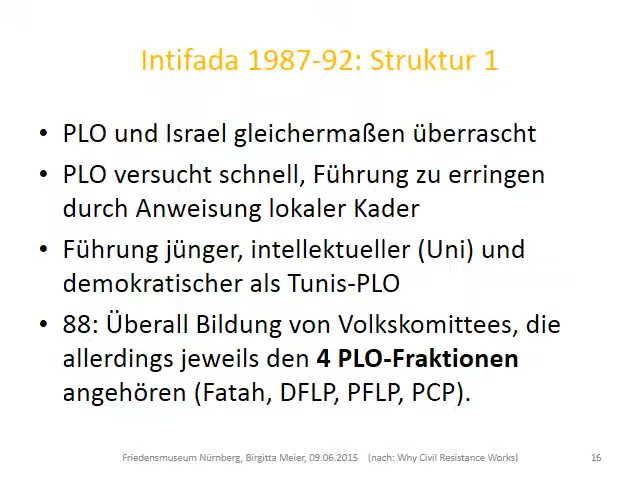 Intifada 1987-92: Struktur 1
• PLO und Israel gleichermaßen überrascht
• PLO versucht schnell, Führung zu erringen
durch Anweisung lokaler Kader
• Führung jünger, intellektueller (Uni) und
demokratischer als Tunis-PLO
• 88: Überall Bildung von Volkskomittees, die
allerdings jeweils den 4 PLO-Fraktionen
angehören (Fatah, DFLP, PFLP, PCP).
Friedensmuseum Nürnberg, Birgitta Meier, 09.06.2015 (nach: Why Civil Resistance Works) 16